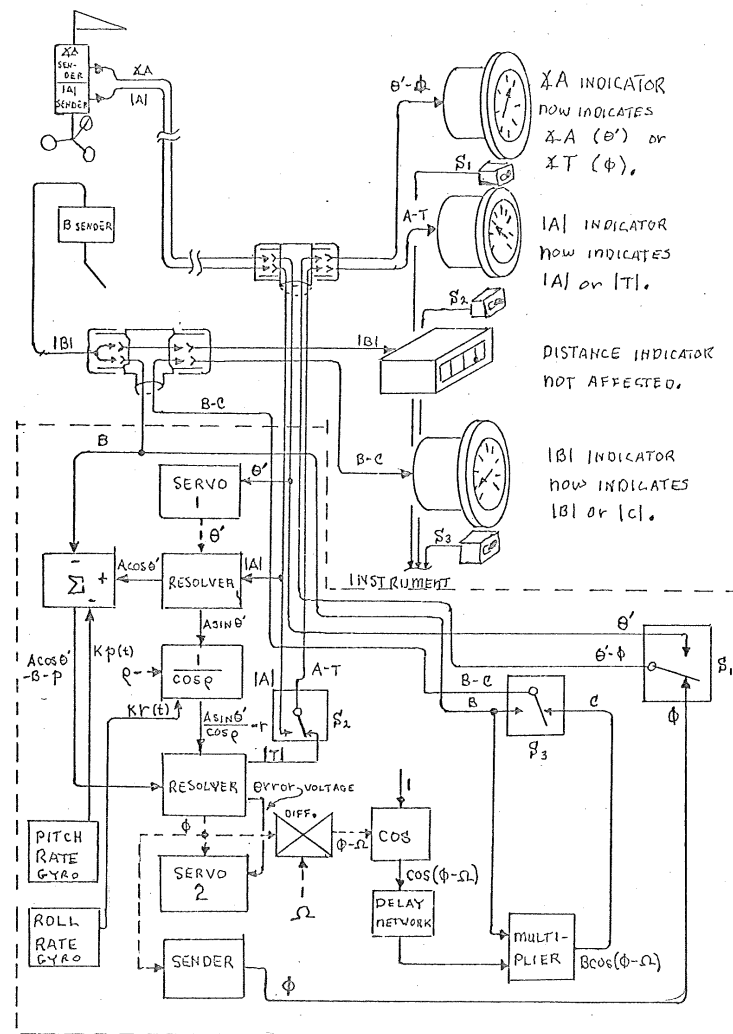 ∡A
SEN-
DER
|A|
SENDER
∡A
|A|
θ'-Φ
∡A INDICATOR
NOW INDICATES
∡A (θ') or
∡T (Φ).
S1
A-T
|A| INDICATOR
NOW INDICATES
|A| or |T|.
B SENDER
S2
|B|
|B|
DISTANCE INDICATOR
NOT AFFECTED.
B-C
B-C
|B| INDICATOR
NOW INDICATES
|B| or |C|.
S3
INSTRUMENT
B
SERVO
1
θ'
θ'
Σ
-
+
-
ACOSθ'
RESOLVER
|A|
ASINθ'
ACOSθ'
-B-P
Kp(t)
ρ
1
COSρ
Kr(t)
ASINθ'
COSρ
-r
|A|
A-T
S2
|T|
θ'
θ'-Φ
S1
Φ
B-C
B
C
S3
RESOLVER
error VOLTAGE
Φ
DIFF.
Φ-Ω
Ω
1
COS
COS(Φ-Ω)
DELAY
NETWORK
PITCH
RATE
GYRO
SERVO
2
ROLL
RATE
GYRO
SENDER
Φ
MULTI-
PLIER
BCOS(Φ-Ω)